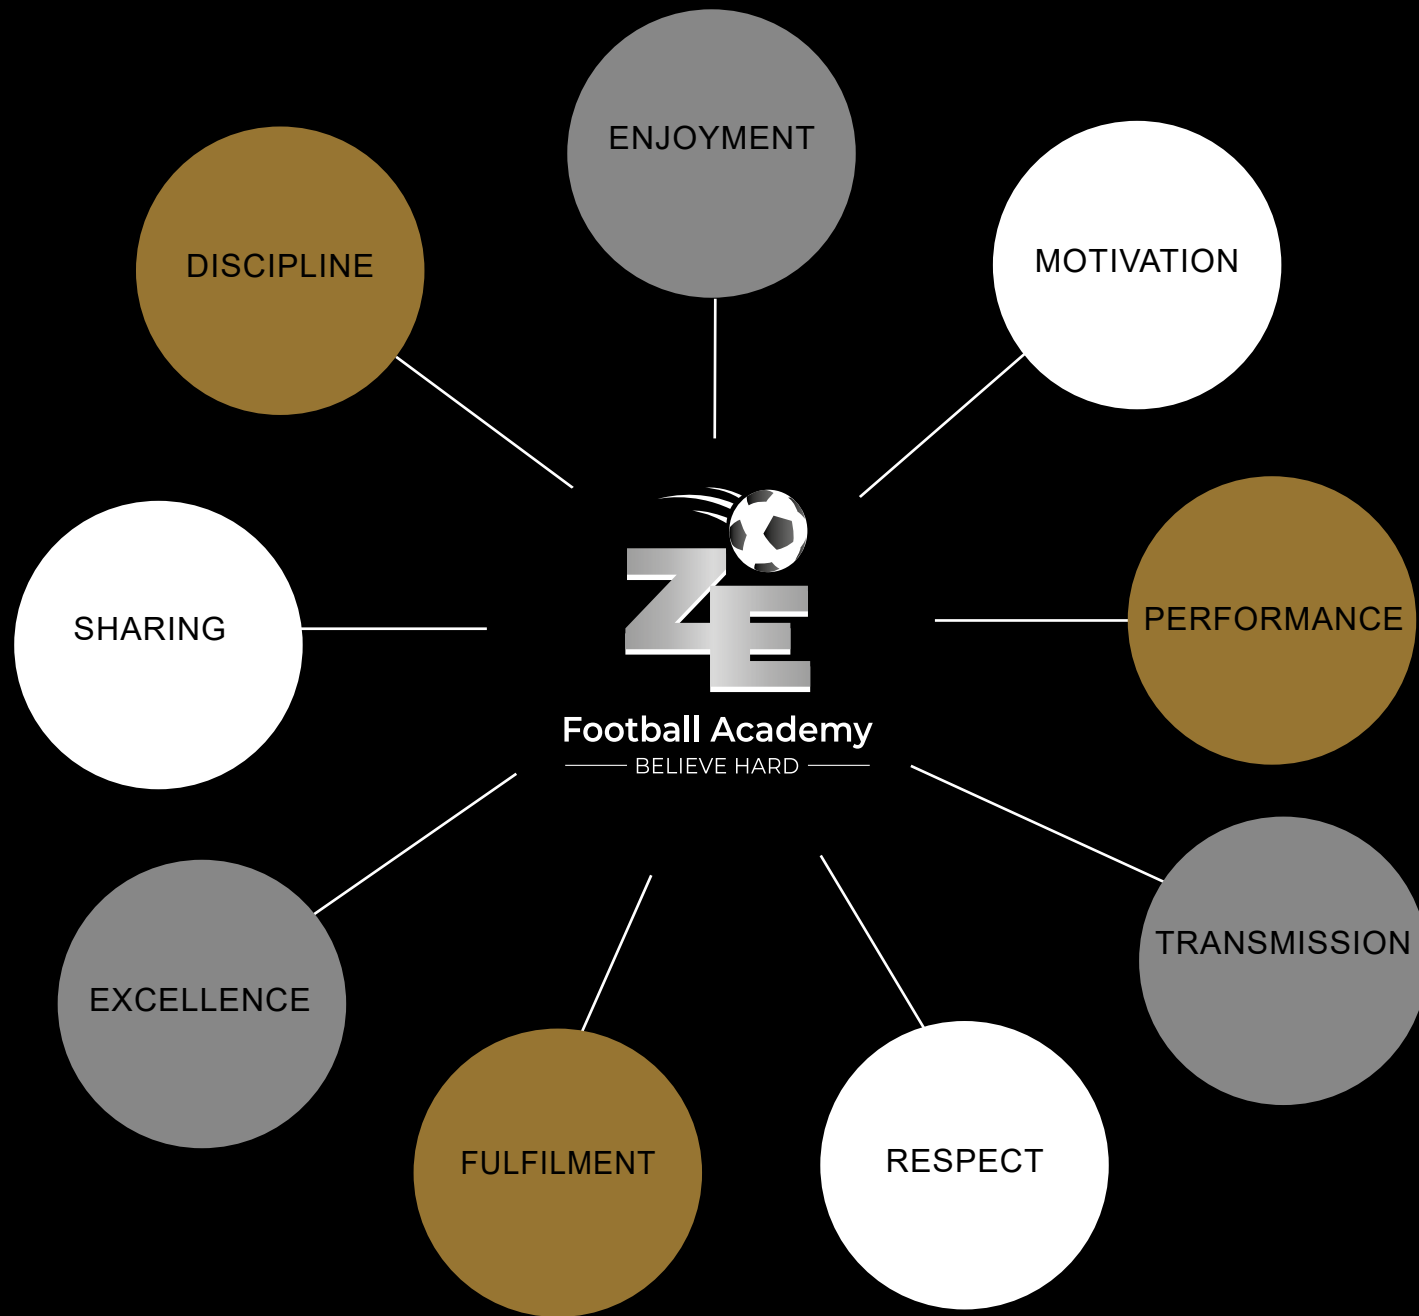 ENJOYMENT
DISCIPLINE
MOTIVATION
SHARING
PERFORMANCE
ZE
Football Academy
BELIEVE HARD
EXCELLENCE
TRANSMISSION
FULFILMENT
RESPECT